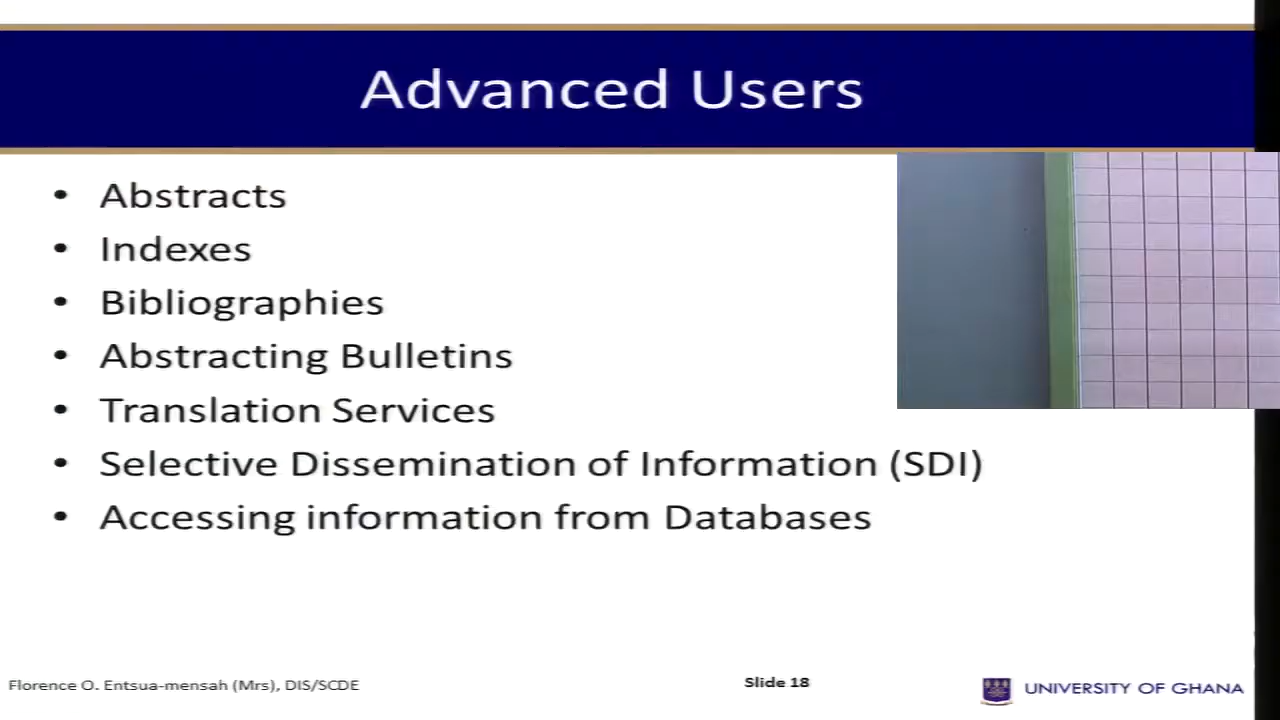 Advanced Users
• Abstracts
• Indexes
• Bibliographies
• Abstracting Bulletins
• Translation Services
• Selective Dissemination of Information (SDI)
• Accessing information from Databases
Florence O. Entsua-mensah (Mrs), DIS/SCDE
Slide 18
UNIVERSITY OF GHANA